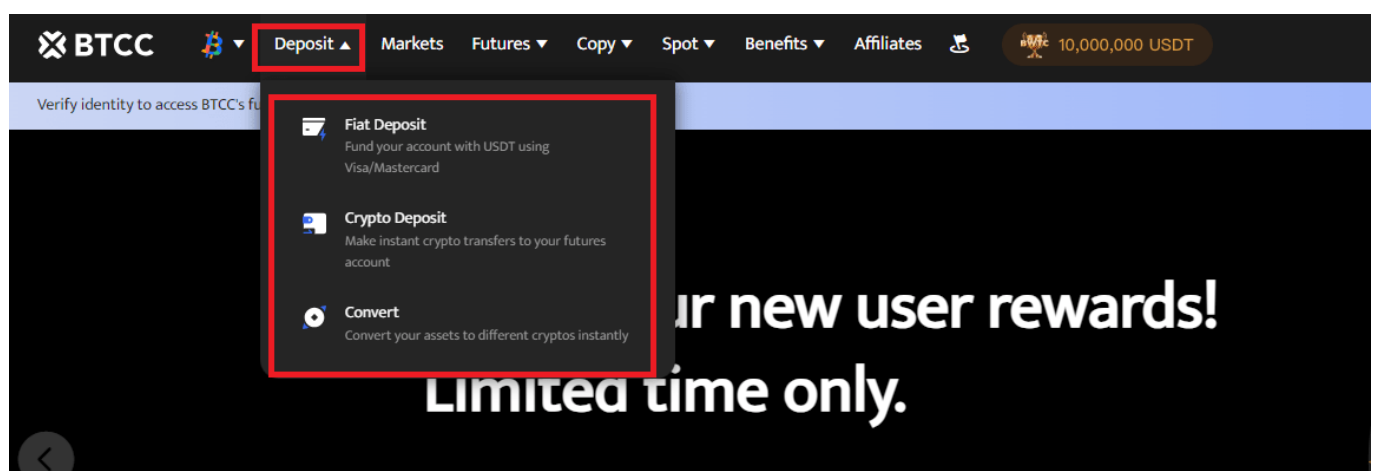 BTCC Deposit Markets Futures Copy Spot Benefits Affiliates 10,000,000 USDT
Verify identity to access BTCC's
Fiat Deposit
Fund your account with USDT using
Visa/Mastercard
Crypto Deposit
Make instant crypto transfers to your futures
account
Convert
Convert your assets to different cryptos instantly
new user rewards!
Limited time only.